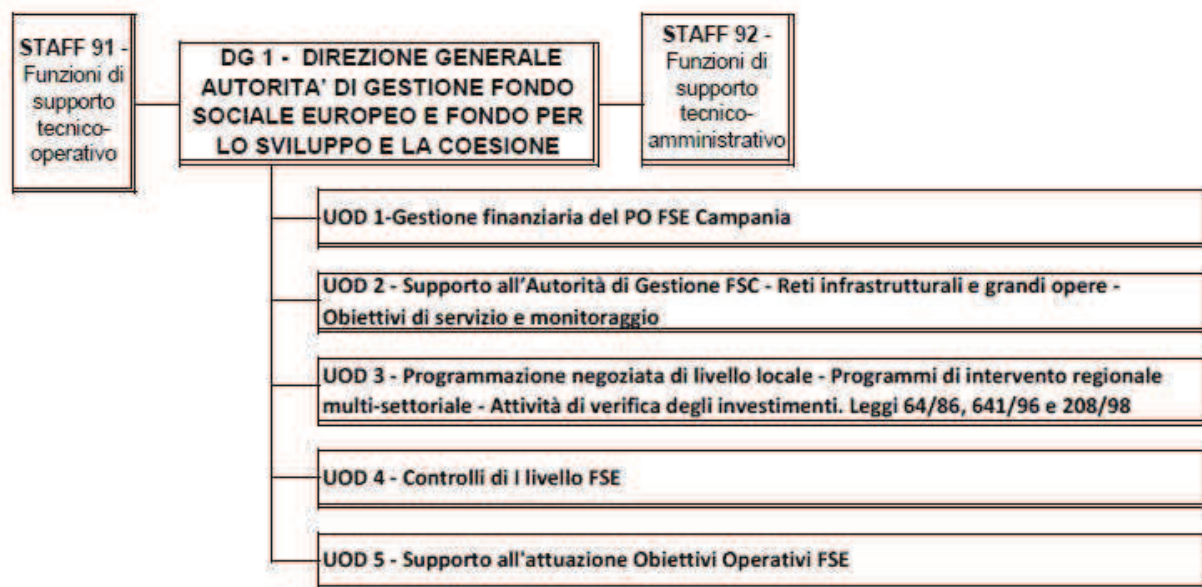 STAFF 91 -
Funzioni di
supporto
tecnico-
operativo
DG 1 - DIREZIONE GENERALE
AUTORITA' DI GESTIONE FONDO
SOCIALE EUROPEO E FONDO PER
LO SVILUPPO E LA COESIONE
STAFF 92 -
Funzioni di
supporto
tecnico-
amministrativo
UOD 1-Gestione finanziaria del PO FSE Campania
UOD 2 - Supporto all'Autorità di Gestione FSC - Reti infrastrutturali e grandi opere -
Obiettivi di servizio e monitoraggio
UOD 3 - Programmazione negoziata di livello locale - Programmi di intervento regionale
multi-settoriale - Attività di verifica degli investimenti. Leggi 64/86, 641/96 e 208/98
UOD 4 - Controlli di I livello FSE
UOD 5 - Supporto all'attuazione Obiettivi Operativi FSE